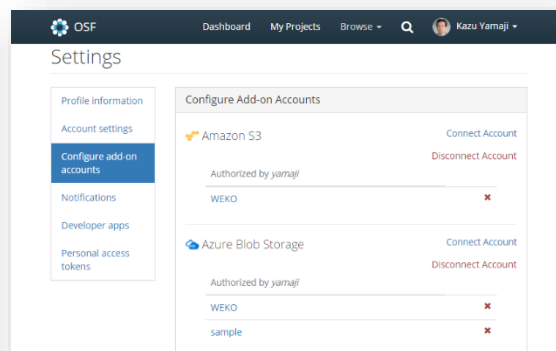 OSF Dashboard My Projects Browse Kazu Yamaji
Settings
Profile information
Account settings
Configure add-on
accounts
Notifications
Developer apps
Personal access
tokens
Configure Add-on Accounts
Amazon S3 Connect Account
Disconnect Account
Authorized by yamaji
WEKO
Azure Blob Storage Connect Account
Disconnect Account
Authorized by yamaji
WEKO
sample